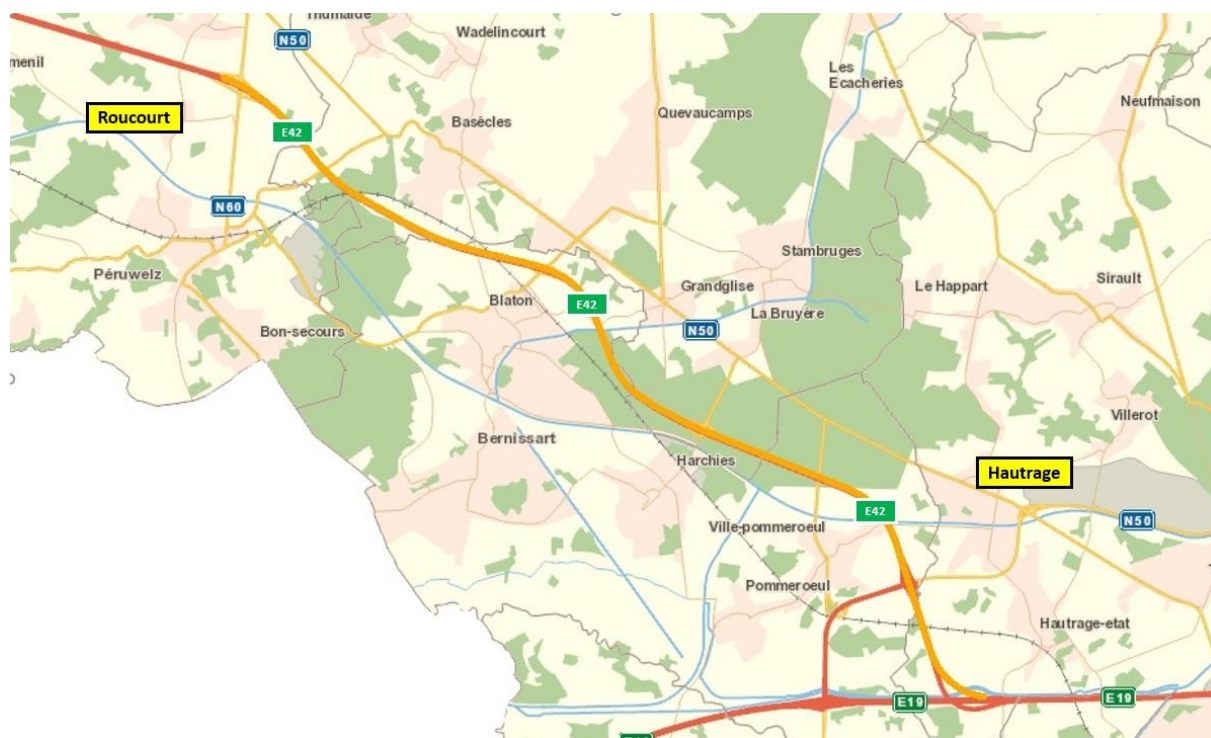 Thumaide
N50
Wadelincourt
menil
Les
Ecacheries
Neufmaison
Roucourt
Quevaucamps
E42
Basècles
N60
Stambruges
Péruwelz
Sirault
Grandglise
Le Happart
Blaton
E42
La Bruyère
Bon-secours
N50
Villerot
Bernissart
Harchies
Hautrage
E42
N50
Ville-pommeroeul
Pommeroeul
Hautrage-etat
E19
E19